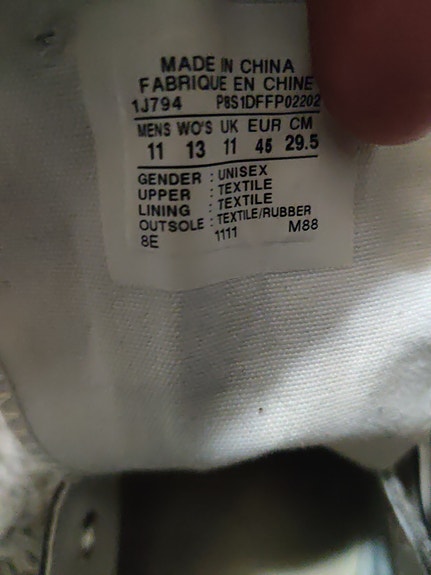 MADE IN CHINA
FABRIQUE EN CHINE
1J794 P8S1DFFP02202
MENS WO'S UK EUR CM
11 13 11 45 29.5
GENDER : UNISEX
UPPER : TEXTILE
LINING : TEXTILE
OUTSOLE : TEXTILE/RUBBER
8E 1111 M88